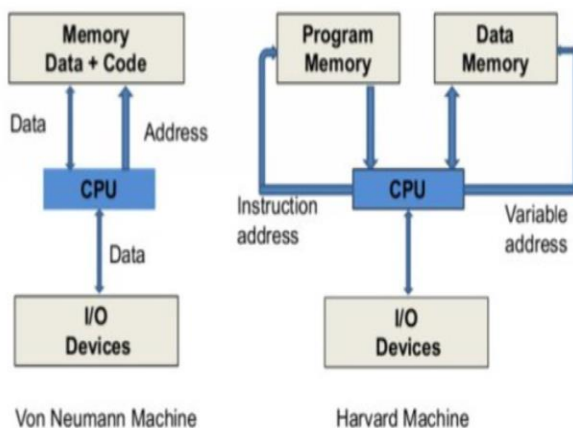 Memory
Data + Code
Data
Address
CPU
Data
I/O
Devices
Von Neumann Machine
Program
Memory
Data
Memory
CPU
Instruction
address
Variable
address
I/O
Devices
Harvard Machine